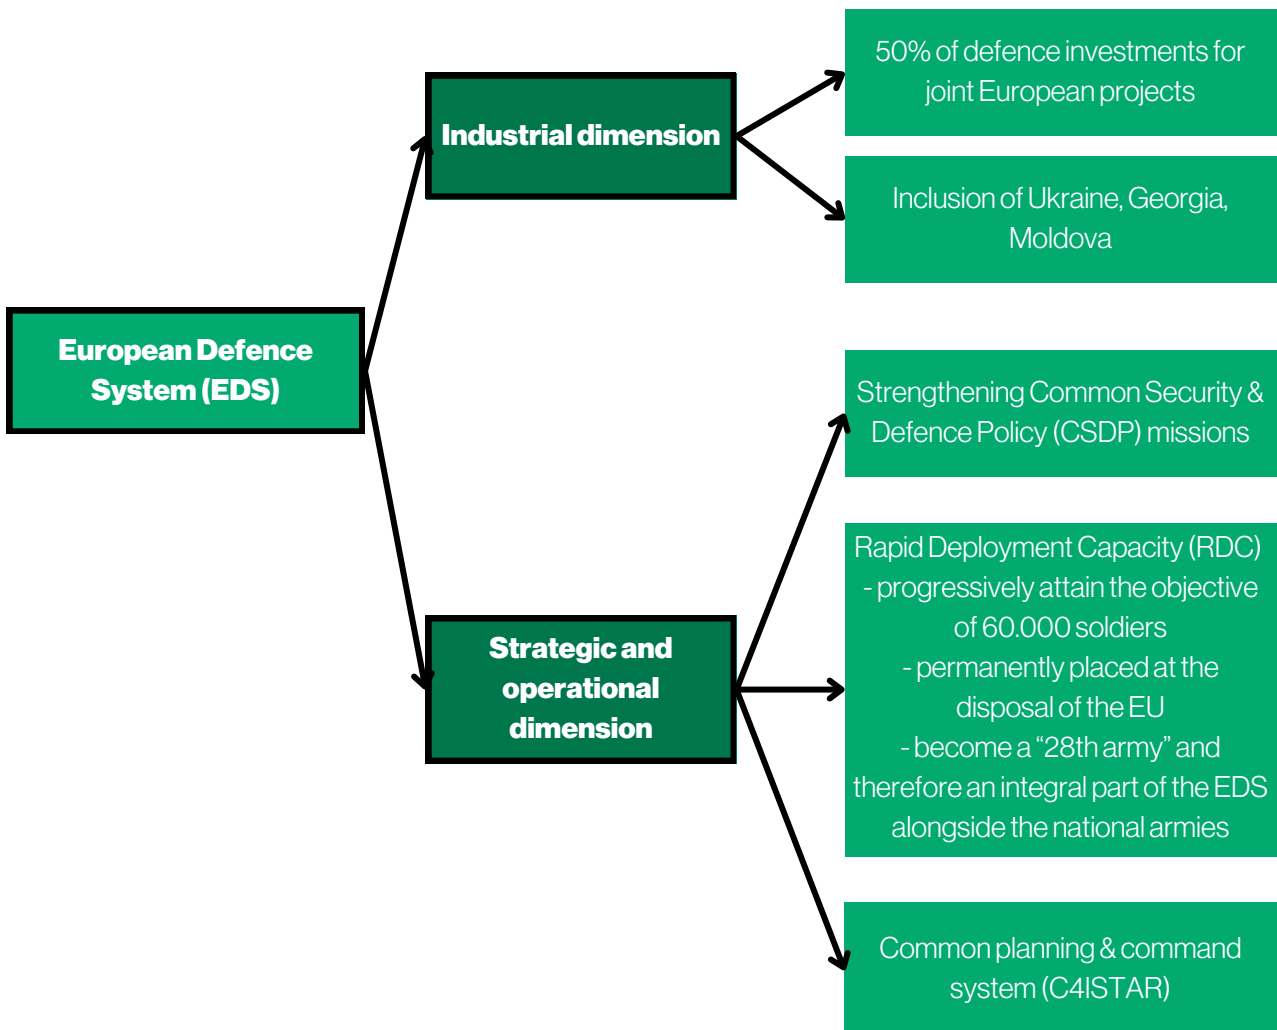 50% of defence investments for
joint European projects
Industrial dimension
Inclusion of Ukraine, Georgia,
Moldova
European Defence
System (EDS)
Strengthening Common Security &
Defence Policy (CSDP) missions
Rapid Deployment Capacity (RDC)
- progressively attain the objective
of 60.000 soldiers
- permanently placed at the
disposal of the EU
- become a “28th army” and
therefore an integral part of the EDS
alongside the national armies
Strategic and
operational
dimension
Common planning & command
system (C4ISTAR)